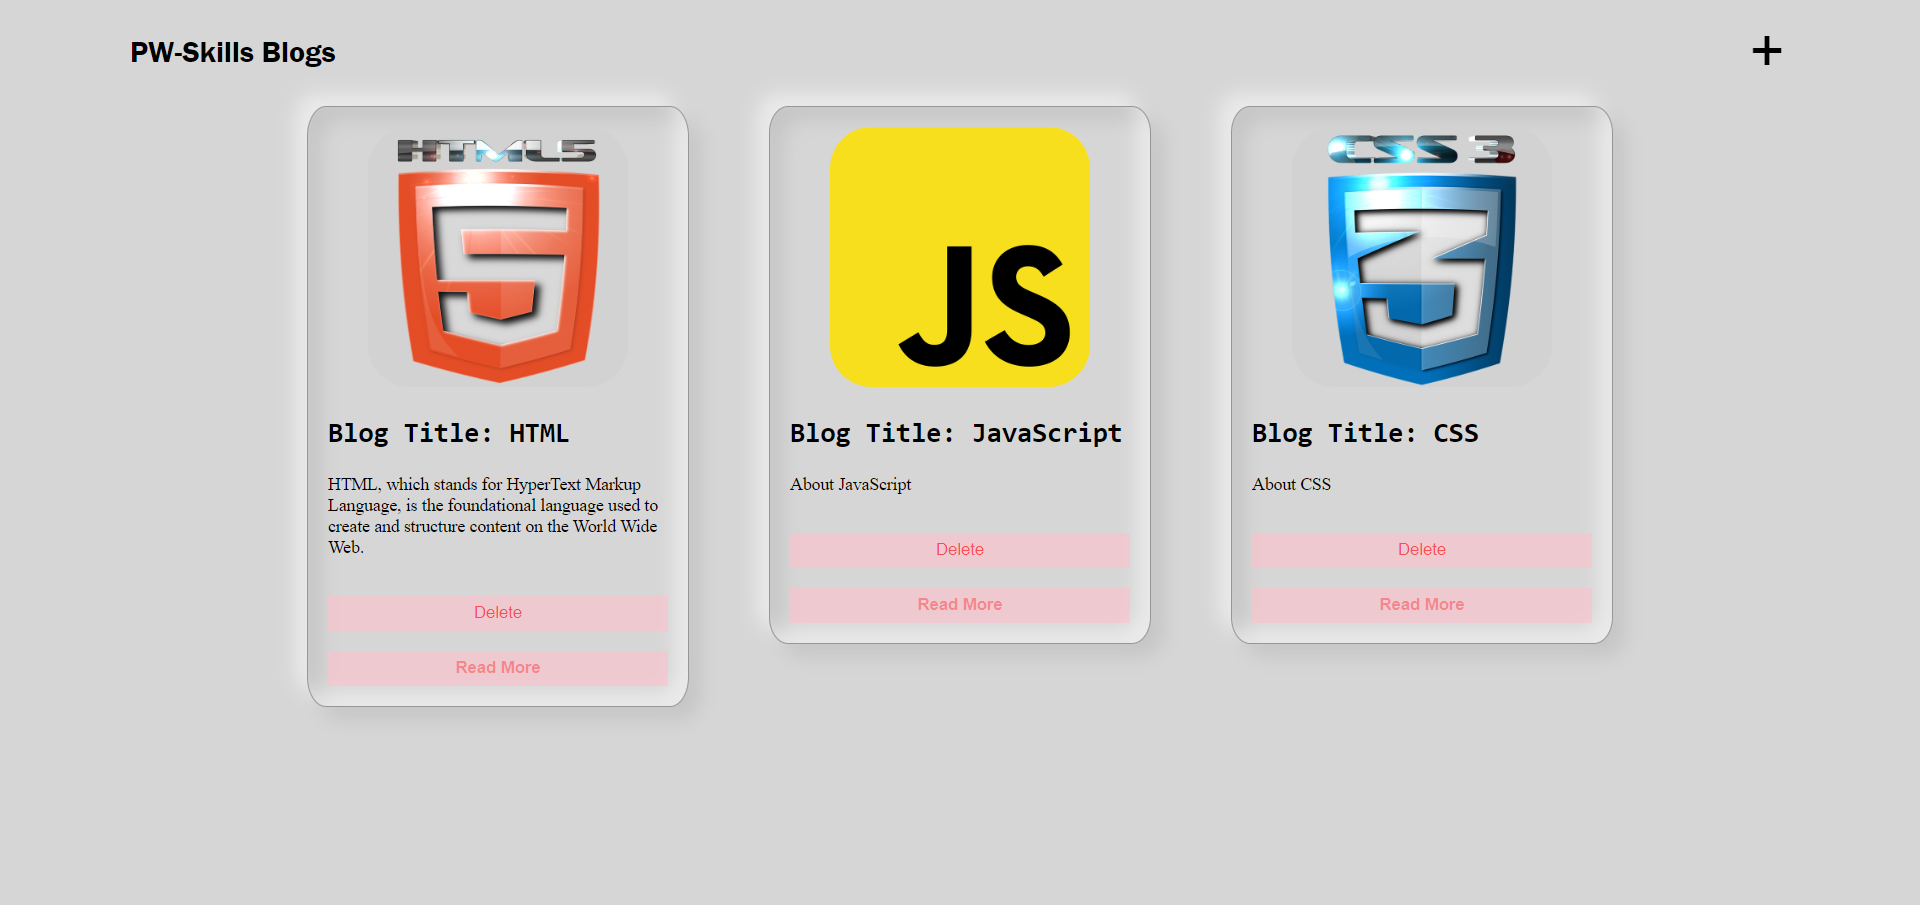 PW-Skills Blogs
+
HTML5
5
Blog Title: HTML
HTML, which stands for HyperText Markup
Language, is the foundational language used to
create and structure content on the World Wide
Web.
Delete
Read More
JS
Blog Title: JavaScript
About JavaScript
Delete
Read More
CSS 3
3
Blog Title: CSS
About CSS
Delete
Read More